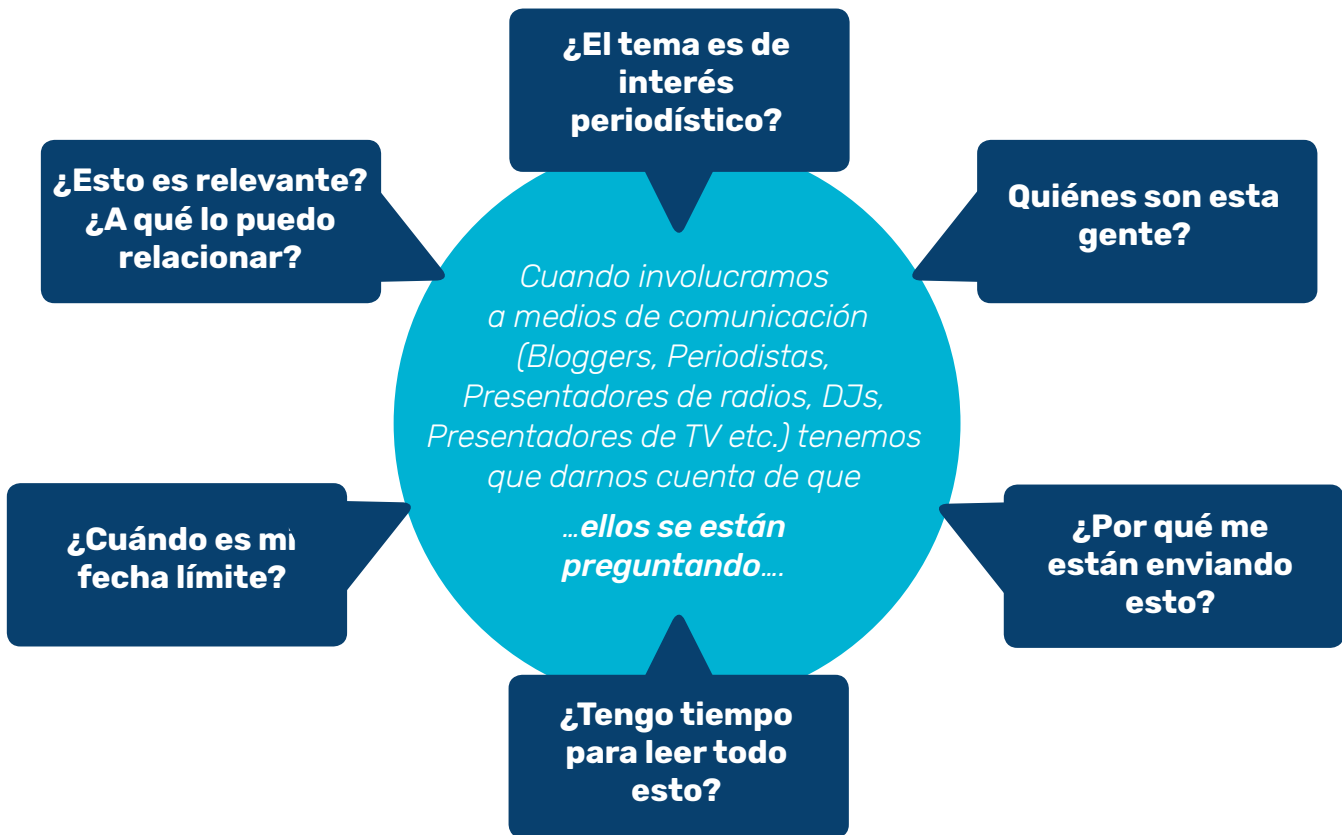 ¿El tema es de
interés
periodístico?
¿Esto es relevante?
¿A qué lo puedo
relacionar?
Quiénes son esta
gente?
Cuando involucramos
a medios de comunicación
(Bloggers, Periodistas,
Presentadores de radios, DJs,
Presentadores de TV etc.) tenemos
que darnos cuenta de que
...ellos se están
preguntando....
¿Cuándo es mi
fecha límite?
¿Por qué me
están enviando
esto?
¿Tengo tiempo
para leer todo
esto?